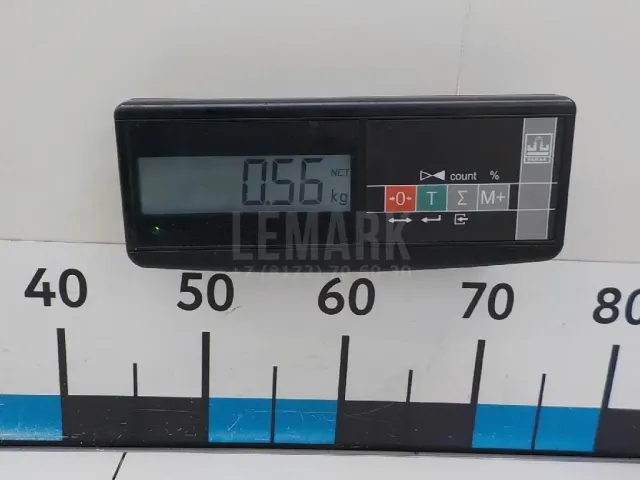 0.56 NET kg
count %
→0← T Σ M+
LEMARK
40 50 60 70 80